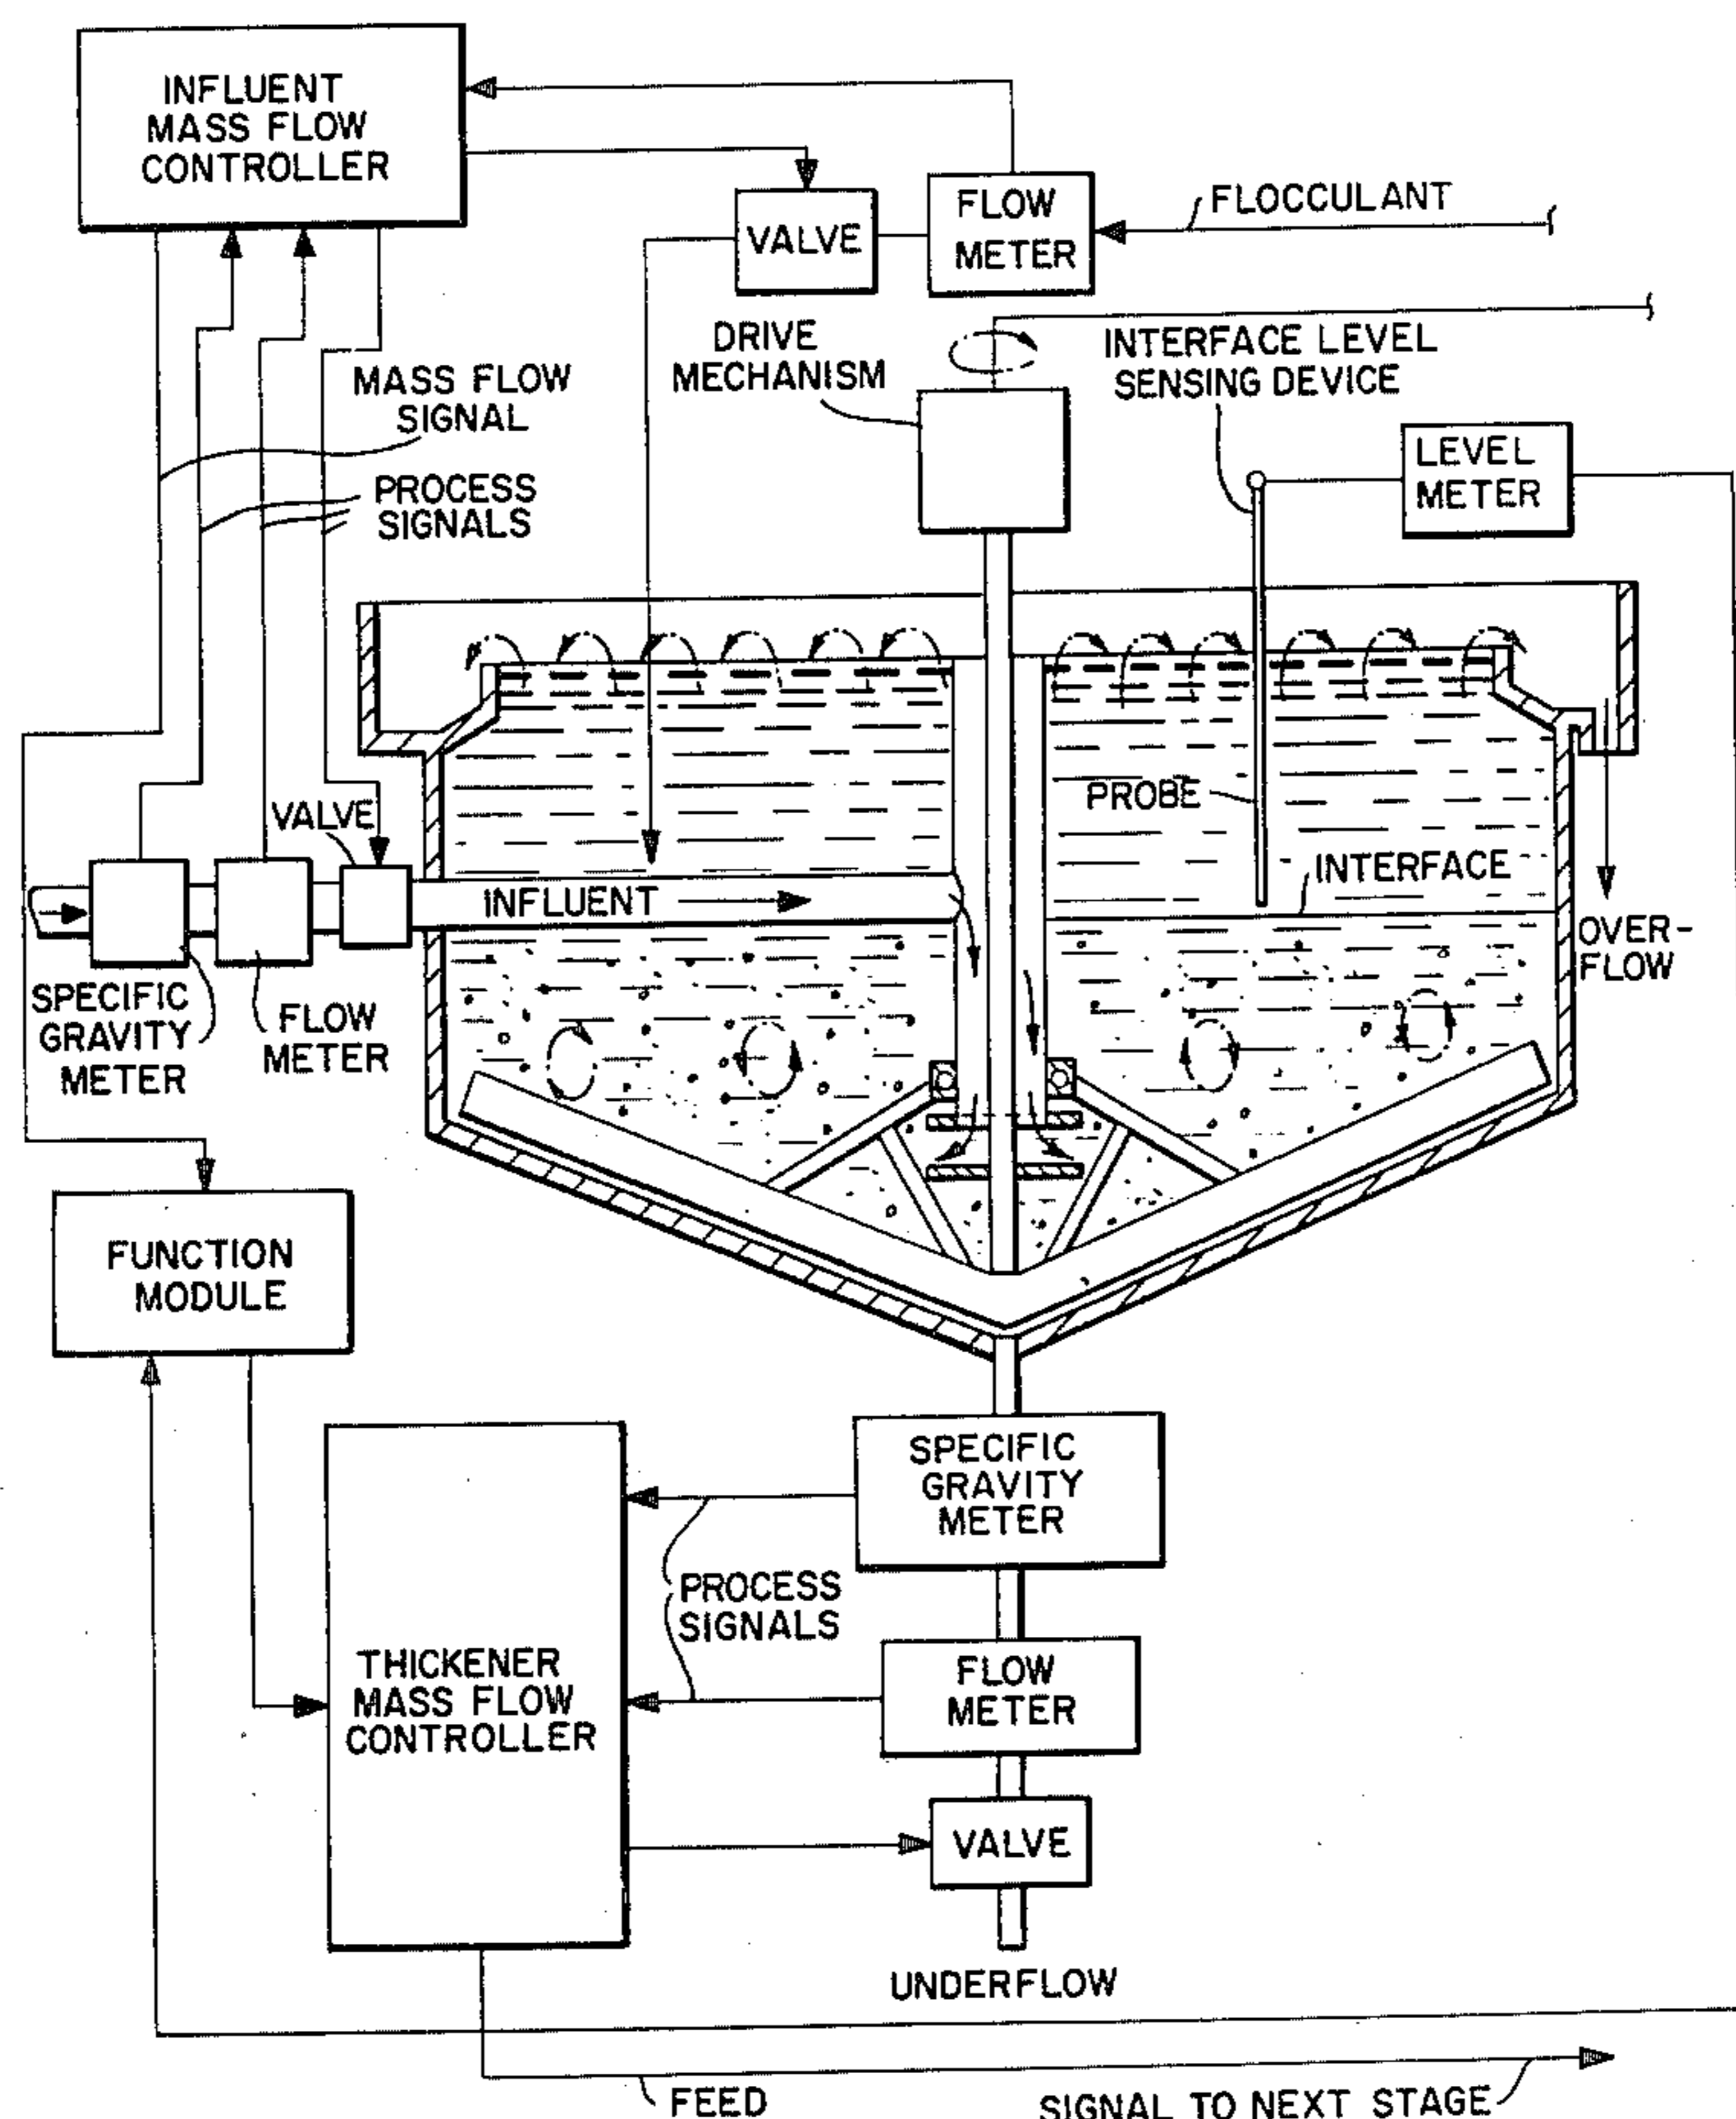 INFLUENT
MASS FLOW
CONTROLLER
FLOW
METER
VALVE
FLOCCULANT
DRIVE
MECHANISM
INTERFACE LEVEL
SENSING DEVICE
MASS FLOW
SIGNAL
LEVEL
METER
PROCESS
SIGNALS
PROBE
VALVE
INTERFACE
INFLUENT
OVER-
FLOW
SPECIFIC
GRAVITY
METER
FLOW
METER
FUNCTION
MODULE
SPECIFIC
GRAVITY
METER
PROCESS
SIGNALS
THICKENER
MASS FLOW
CONTROLLER
FLOW
METER
VALVE
UNDERFLOW
FEED
SIGNAL TO NEXT STAGE